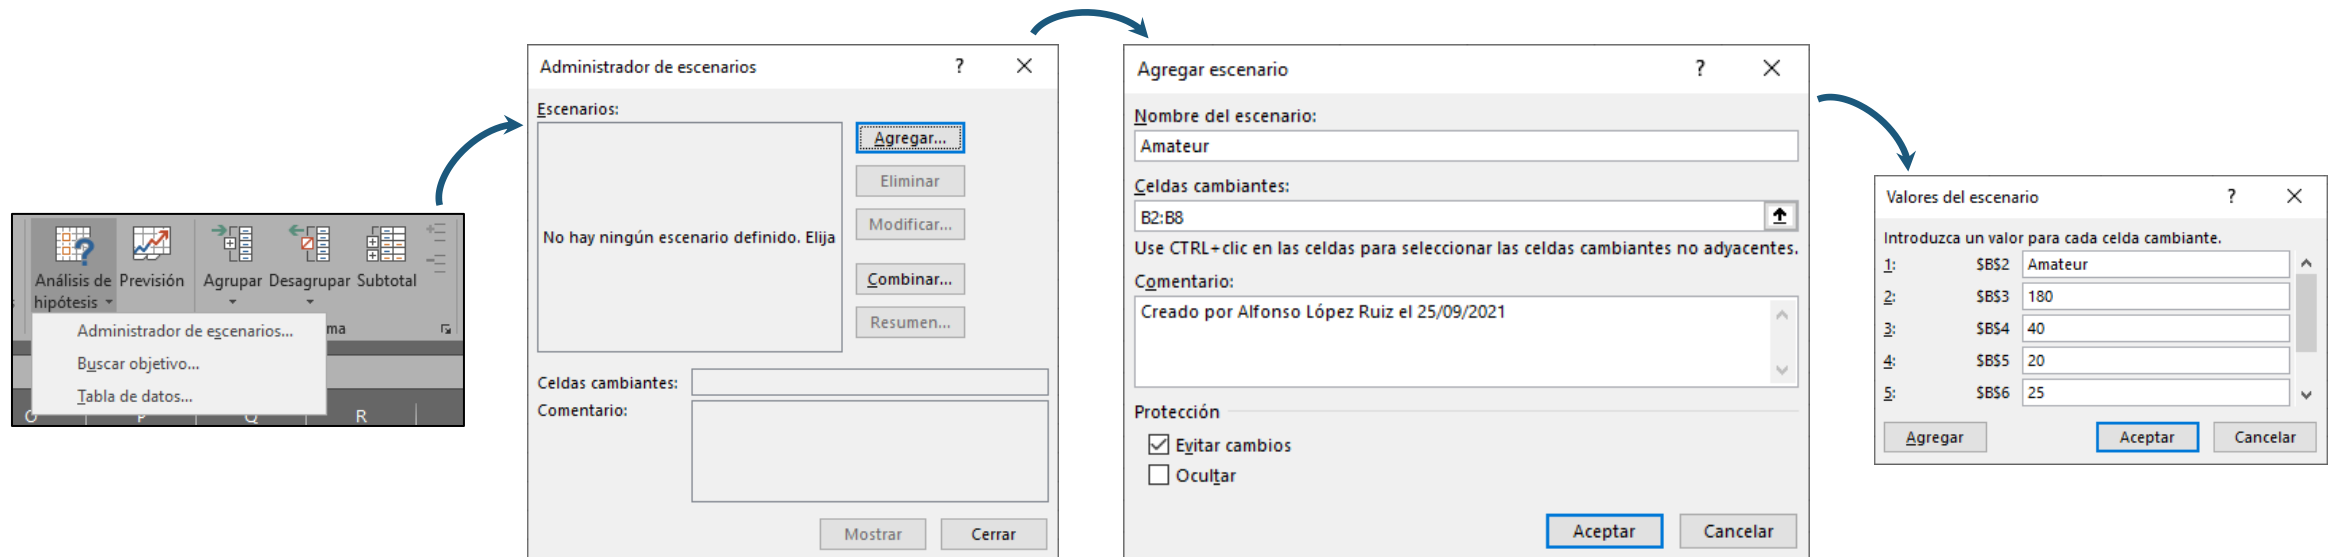 Análisis de hipótesis
Previsión
Agrupar
Desagrupar
Subtotal
ma
Administrador de escenarios...
Buscar objetivo...
Tabla de datos...
O P Q R
Administrador de escenarios ?
Escenarios:
No hay ningún escenario definido. Elija
Agregar...
Eliminar
Modificar...
Combinar...
Resumen...
Celdas cambiantes:
Comentario:
Mostrar
Cerrar
Agregar escenario ?
Nombre del escenario:
Amateur
Celdas cambiantes:
B2:B8
Use CTRL+clic en las celdas para seleccionar las celdas cambiantes no adyacentes.
Comentario:
Creado por Alfonso López Ruiz el 25/09/2021
Protección
Evitar cambios
Ocultar
Aceptar
Cancelar
Valores del escenario ?
Introduzca un valor para cada celda cambiante.
1: $B$2 Amateur
2: $B$3 180
3: $B$4 40
4: $B$5 20
5: $B$6 25
Agregar
Aceptar
Cancelar